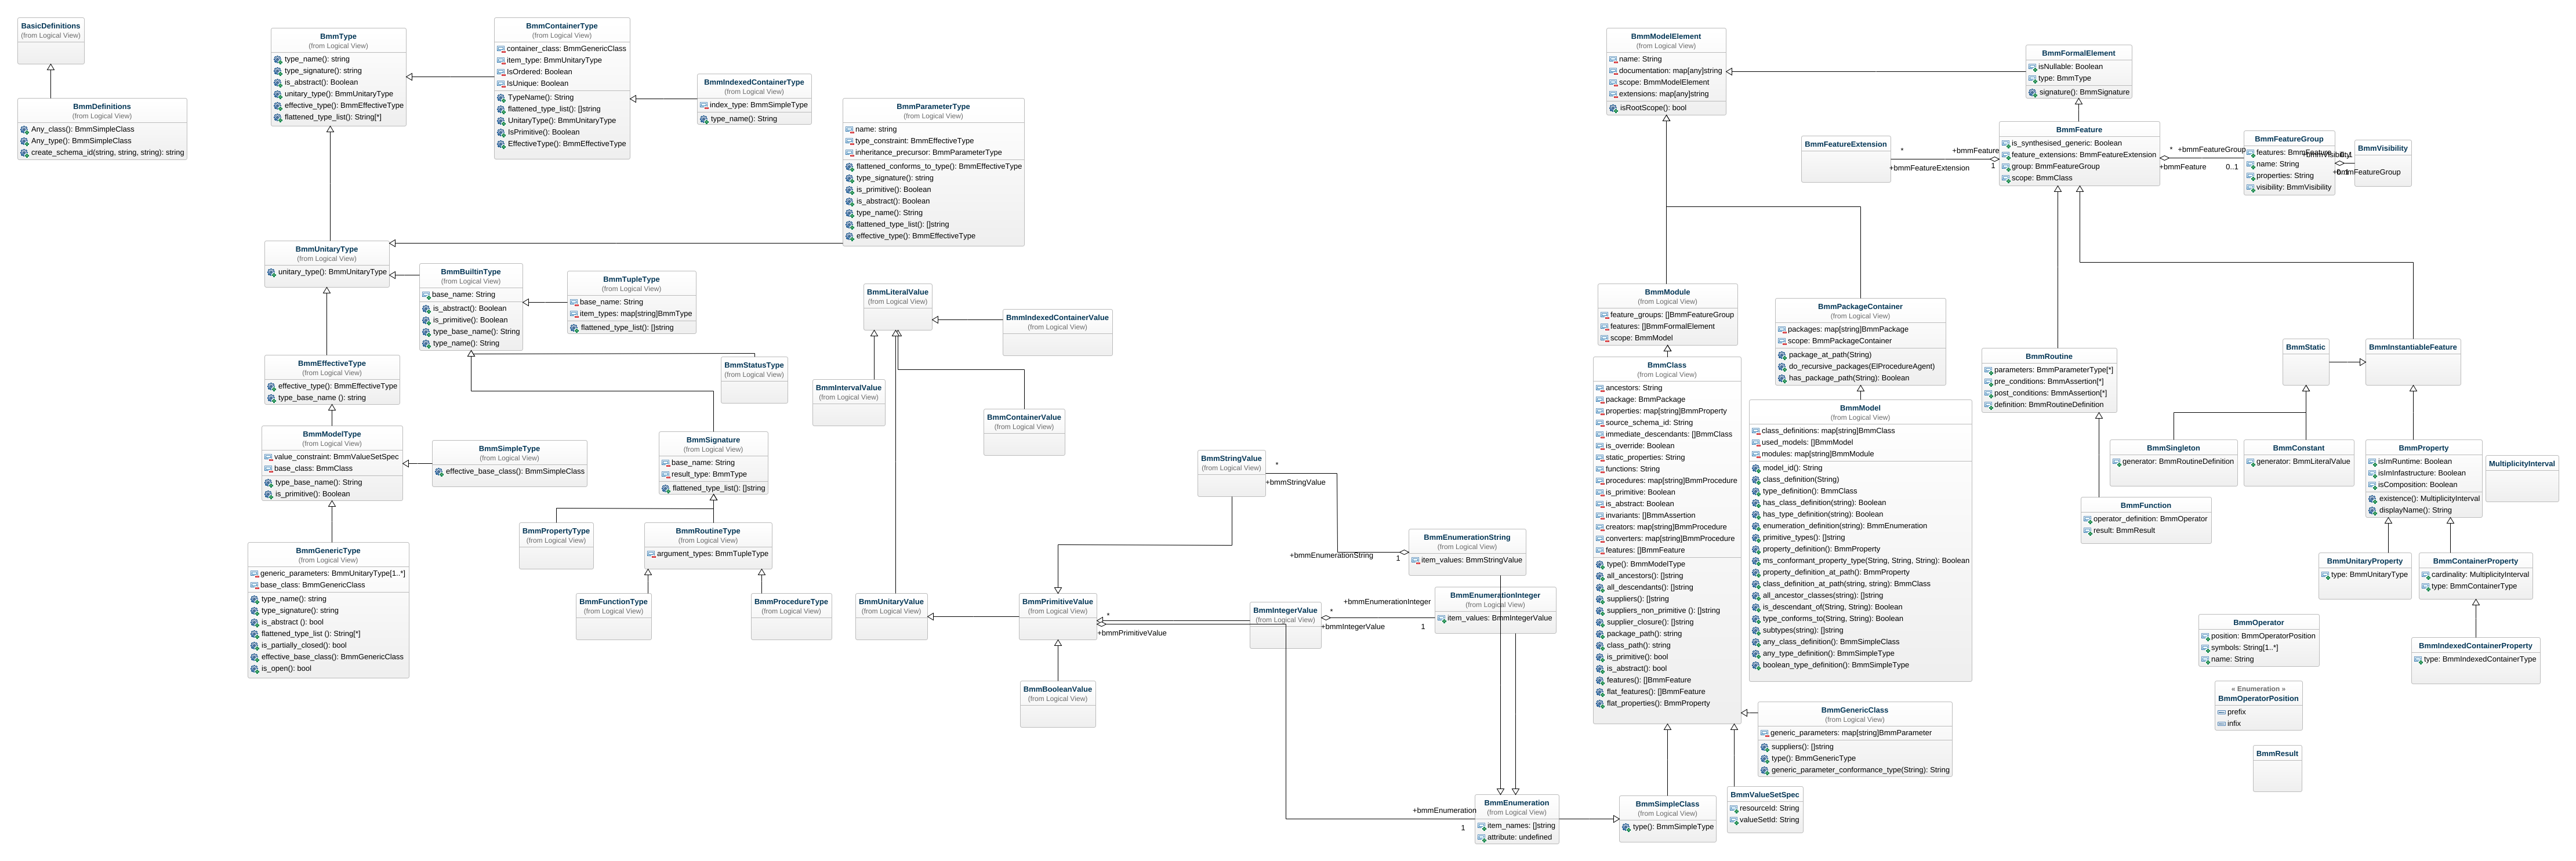 BasicDefinitions
(from Logical View)
BmmDefinitions
(from Logical View)
Any_class(): BmmSimpleClass
Any_type(): BmmSimpleClass
create_schema_id(string, string, string): string
BmmType
(from Logical View)
type_name(): string
type_signature(): string
is_abstract(): Boolean
unitary_type(): BmmUnitaryType
effective_type(): BmmEffectiveType
flattened_type_list(): String[*]
BmmContainerType
(from Logical View)
container_class: BmmGenericClass
item_type: BmmUnitaryType
IsOrdered: Boolean
IsUnique: Boolean
TypeName(): String
flattened_type_list(): []string
UnitaryType(): BmmUnitaryType
IsPrimitive(): Boolean
EffectiveType(): BmmEffectiveType
BmmIndexedContainerType
(from Logical View)
index_type: BmmSimpleType
type_name(): String
BmmParameterType
(from Logical View)
name: string
type_constraint: BmmEffectiveType
inheritance_precursor: BmmParameterType
flattened_conforms_to_type(): BmmEffectiveType
type_signature(): string
is_primitive(): Boolean
is_abstract(): Boolean
type_name(): String
flattened_type_list(): []string
effective_type(): BmmEffectiveType
BmmUnitaryType
(from Logical View)
unitary_type(): BmmUnitaryType
BmmBuiltinType
(from Logical View)
base_name: String
is_abstract(): Boolean
is_primitive(): Boolean
type_base_name(): String
type_name(): String
BmmTupleType
(from Logical View)
base_name: String
item_types: map[string]BmmType
flattened_type_list(): []string
BmmStatusType
(from Logical View)
BmmEffectiveType
(from Logical View)
effective_type(): BmmEffectiveType
type_base_name (): string
BmmModelType
(from Logical View)
value_constraint: BmmValueSetSpec
base_class: BmmClass
type_base_name(): String
is_primitive(): Boolean
BmmSimpleType
(from Logical View)
effective_base_class(): BmmSimpleClass
BmmSignature
(from Logical View)
base_name: String
result_type: BmmType
flattened_type_list(): []string
BmmPropertyType
(from Logical View)
BmmRoutineType
(from Logical View)
argument_types: BmmTupleType
BmmFunctionType
(from Logical View)
BmmProcedureType
(from Logical View)
BmmGenericType
(from Logical View)
generic_parameters: BmmUnitaryType[1..*]
base_class: BmmGenericClass
type_name(): string
type_signature(): string
is_abstract (): bool
flattened_type_list (): String[*]
is_partially_closed(): bool
effective_base_class(): BmmGenericClass
is_open(): bool
BmmLiteralValue
(from Logical View)
BmmIndexedContainerValue
(from Logical View)
BmmIntervalValue
(from Logical View)
BmmContainerValue
(from Logical View)
BmmStringValue
(from Logical View)
*
+bmmStringValue
BmmEnumerationString
(from Logical View)
item_values: BmmStringValue
+bmmEnumerationString
1
BmmUnitaryValue
(from Logical View)
BmmPrimitiveValue
(from Logical View)
*
+bmmPrimitiveValue
BmmIntegerValue
(from Logical View)
*
+bmmIntegerValue
+bmmEnumerationInteger
1
BmmEnumerationInteger
(from Logical View)
item_values: BmmIntegerValue
BmmBooleanValue
(from Logical View)
+bmmEnumeration
1
BmmEnumeration
(from Logical View)
item_names: []string
attribute: undefined
BmmModelElement
(from Logical View)
name: String
documentation: map[any]string
scope: BmmModelElement
extensions: map[any]string
isRootScope(): bool
BmmFormalElement
(from Logical View)
isNullable: Boolean
type: BmmType
signature(): BmmSignature
BmmFeatureExtension
*
+bmmFeatureExtension
+bmmFeature
1
BmmFeature
(from Logical View)
is_synthesised_generic: Boolean
feature_extensions: BmmFeatureExtension
group: BmmFeatureGroup
scope: BmmClass
*
+bmmFeature
+bmmFeatureGroup
0..1
BmmFeatureGroup
features: BmmFeature
name: String
properties: String
visibility: BmmVisibility
+bmmFeatureGroup
BmmVisibility
BmmModule
(from Logical View)
feature_groups: []BmmFeatureGroup
features: []BmmFormalElement
scope: BmmModel
BmmPackageContainer
(from Logical View)
packages: map[string]BmmPackage
scope: BmmPackageContainer
package_at_path(String)
do_recursive_packages(ElProcedureAgent)
has_package_path(String): Boolean
BmmClass
(from Logical View)
ancestors: String
package: BmmPackage
properties: map[string]BmmProperty
source_schema_id: String
immediate_descendants: []BmmClass
is_override: Boolean
static_properties: String
functions: String
procedures: map[string]BmmProcedure
is_primitive: Boolean
is_abstract: Boolean
invariants: []BmmAssertion
creators: map[string]BmmProcedure
converters: map[string]BmmProcedure
features: []BmmFeature
type(): BmmModelType
all_ancestors(): []string
all_descendants(): []string
suppliers(): []string
suppliers_non_primitive (): []string
supplier_closure(): []string
package_path(): string
class_path(): string
is_primitive(): bool
is_abstract(): bool
features(): []BmmFeature
flat_features(): []BmmFeature
flat_properties(): BmmProperty
BmmModel
(from Logical View)
class_definitions: map[string]BmmClass
used_models: []BmmModel
modules: map[string]BmmModule
model_id(): String
class_definition(String)
type_definition(): BmmClass
has_class_definition(string): Boolean
has_type_definition(string): Boolean
enumeration_definition(string): BmmEnumeration
primitive_types(): []string
property_definition(): BmmProperty
ms_conformant_property_type(String, String, String): Boolean
property_definition_at_path(): BmmProperty
class_definition_at_path(string, string): BmmClass
all_ancestor_classes(string): []string
is_descendant_of(String, String): Boolean
type_conforms_to(String, String): Boolean
subtypes(string): []string
any_class_definition(): BmmSimpleClass
any_type_definition(): BmmSimpleType
boolean_type_definition(): BmmSimpleType
BmmGenericClass
(from Logical View)
generic_parameters: map[string]BmmParameter
suppliers(): []string
type(): BmmGenericType
generic_parameter_conformance_type(String): String
BmmSimpleClass
(from Logical View)
type(): BmmSimpleType
BmmValueSetSpec
resourceId: String
valueSetId: String
BmmRoutine
parameters: BmmParameterType[*]
pre_conditions: BmmAssertion[*]
post_conditions: BmmAssertion[*]
definition: BmmRoutineDefinition
BmmStatic
BmmInstantiableFeature
BmmSingleton
generator: BmmRoutineDefinition
BmmConstant
generator: BmmLiteralValue
BmmProperty
isImRuntime: Boolean
isImInfastructure: Boolean
isComposition: Boolean
existence(): MultiplicityInterval
displayName(): String
MultiplicityInterval
BmmFunction
operator_definition: BmmOperator
result: BmmResult
BmmUnitaryProperty
type: BmmUnitaryType
BmmContainerProperty
cardinality: MultiplicityInterval
type: BmmContainerType
BmmOperator
position: BmmOperatorPosition
symbols: String[1..*]
name: String
BmmIndexedContainerProperty
type: BmmIndexedContainerType
« Enumeration »
BmmOperatorPosition
prefix
infix
BmmResult